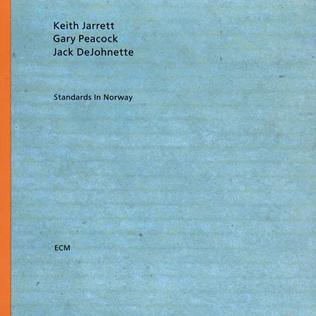 Keith Jarrett
Gary Peacock
Jack DeJohnette
Standards In Norway
ECM